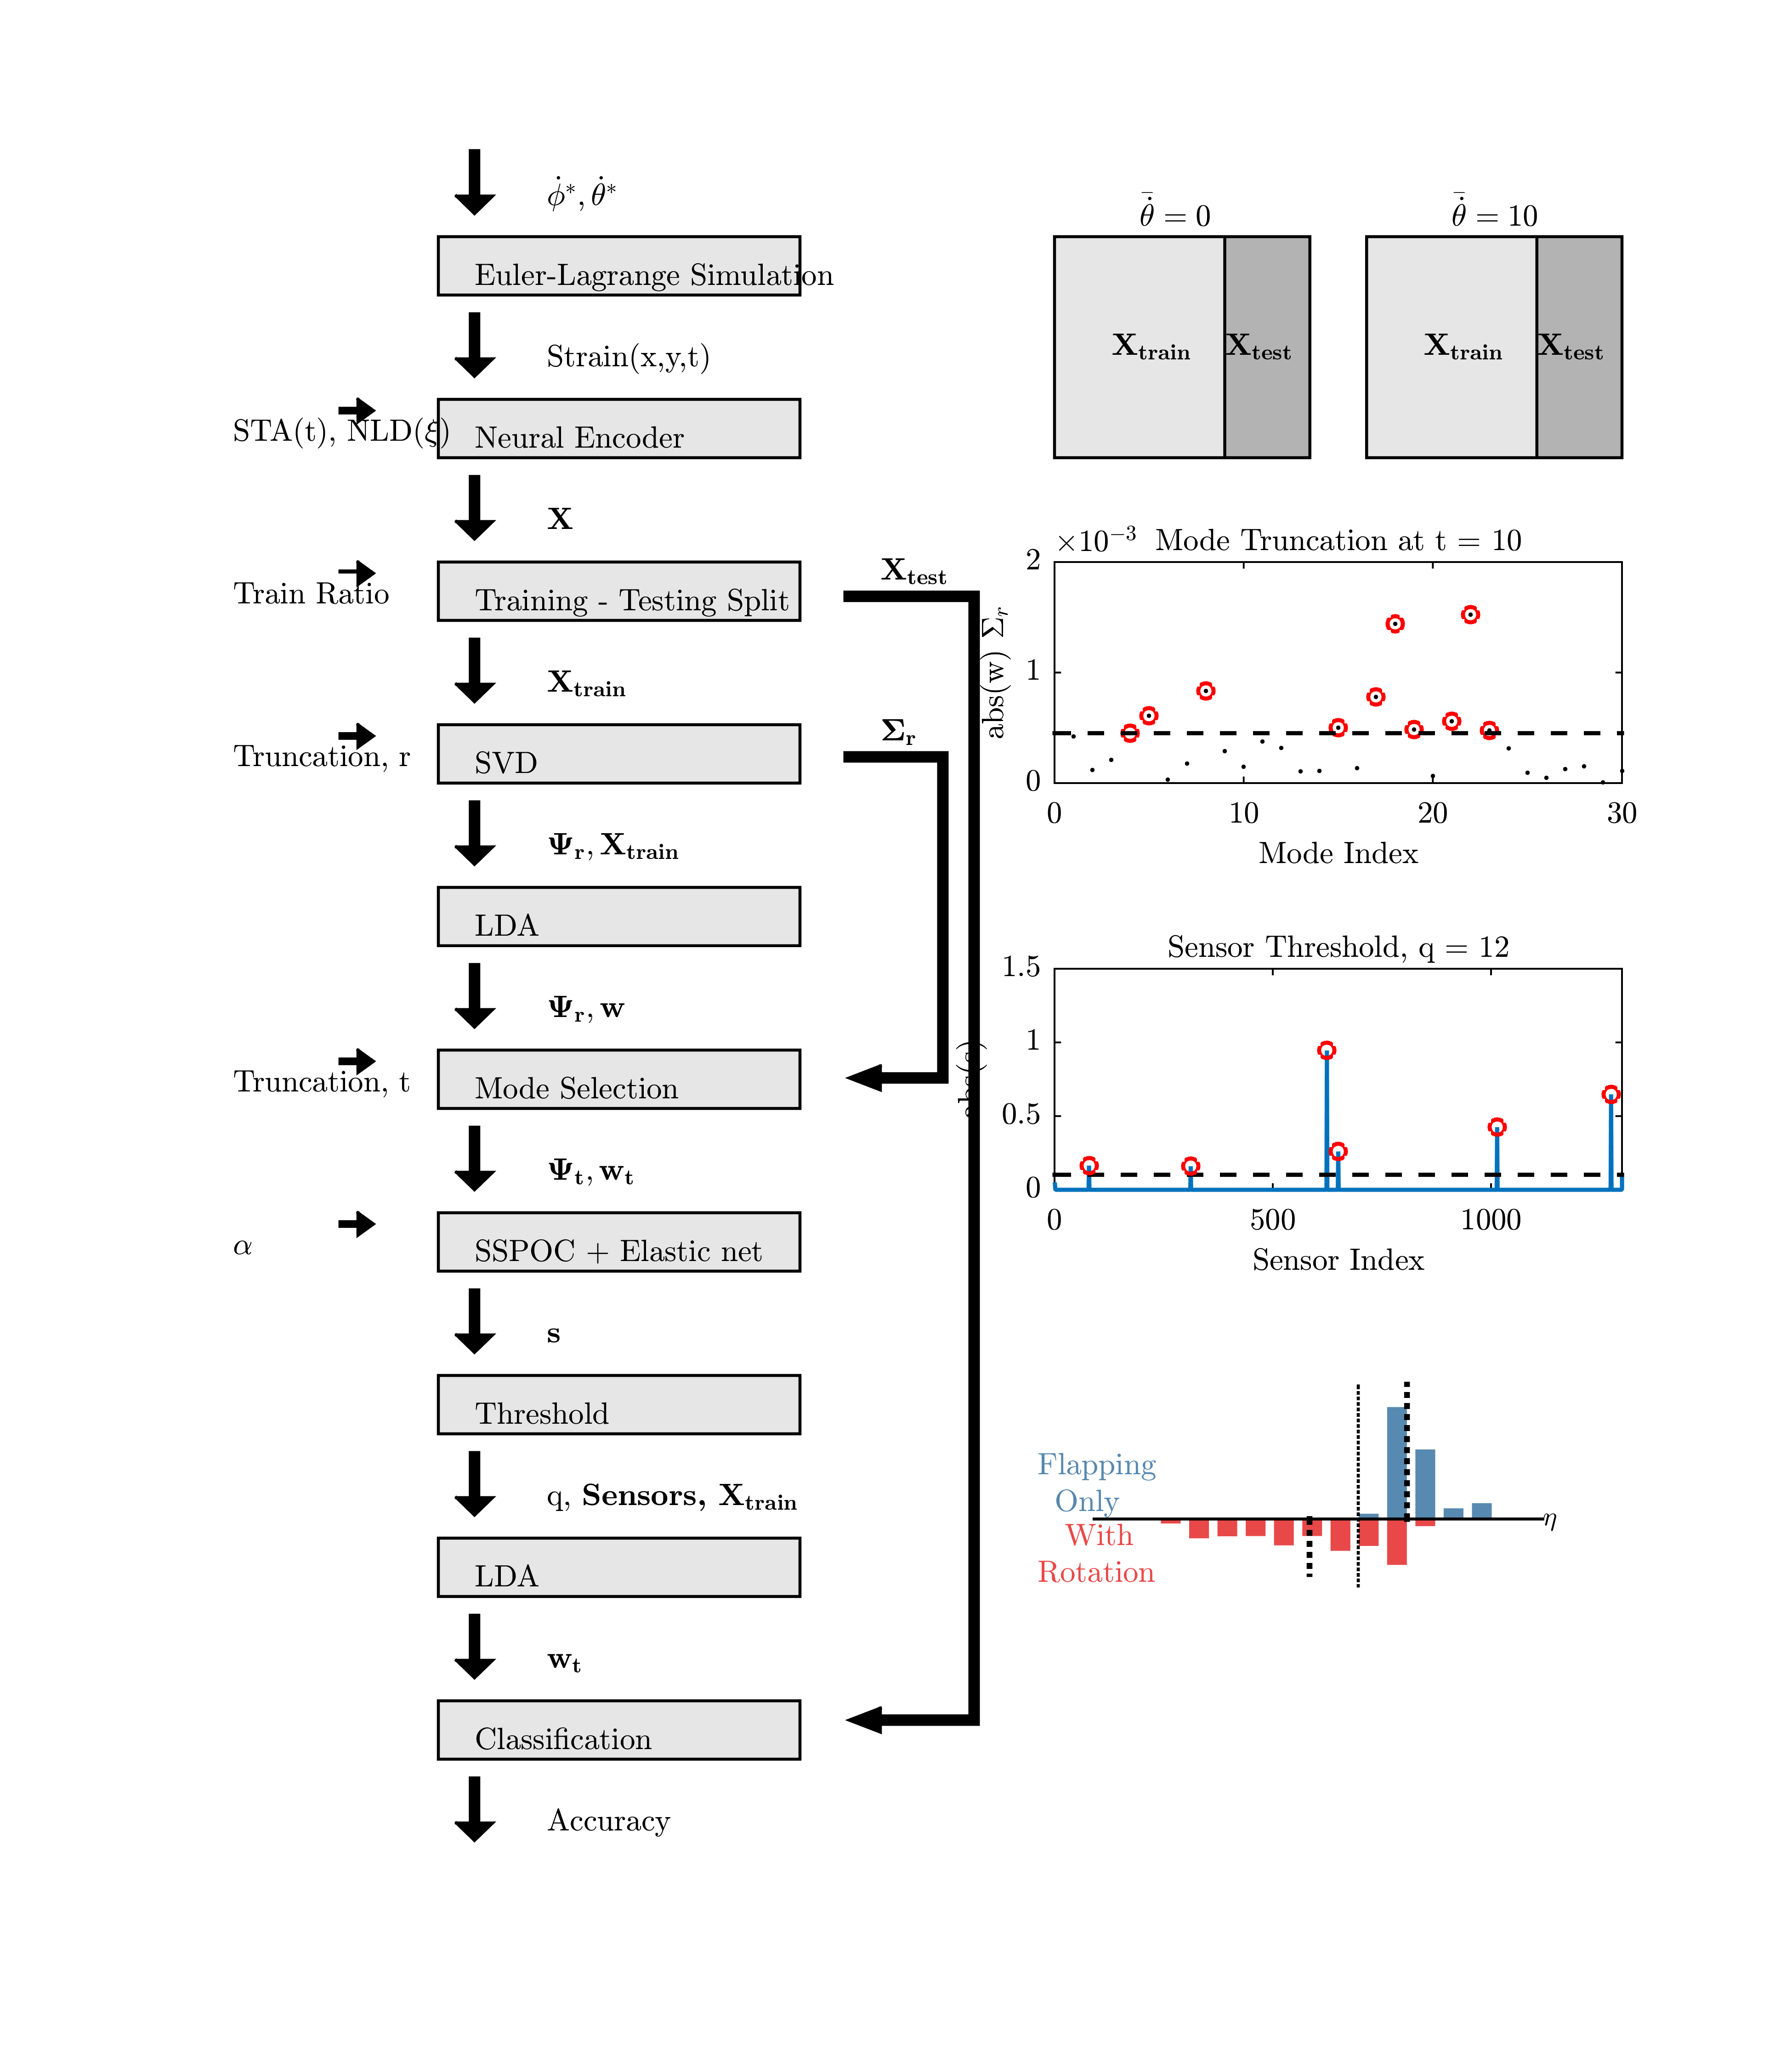 ϕ̇*, θ̇*
Euler-Lagrange Simulation
Strain(x,y,t)
STA(t), NLD(ξ)
Neural Encoder
X
Train Ratio
Training - Testing Split
X_test
X_train
Truncation, r
SVD
Σ_r
Ψ_r, X_train
LDA
Ψ_r, w
Truncation, t
Mode Selection
Ψ_t, w_t
α
SSPOC + Elastic net
s
Threshold
q, Sensors, X_train
LDA
w_t
Classification
Accuracy
θ̇̄ = 0
θ̇̄ = 10
X_train
X_test
X_train
X_test
×10⁻³ Mode Truncation at t = 10
abs(w) Σ_r
2
1
0
0 10 20 30
Mode Index
Sensor Threshold, q = 12
abs(s)
1.5
1
0.5
0
0 500 1000
Sensor Index
Flapping
Only
With
Rotation
η